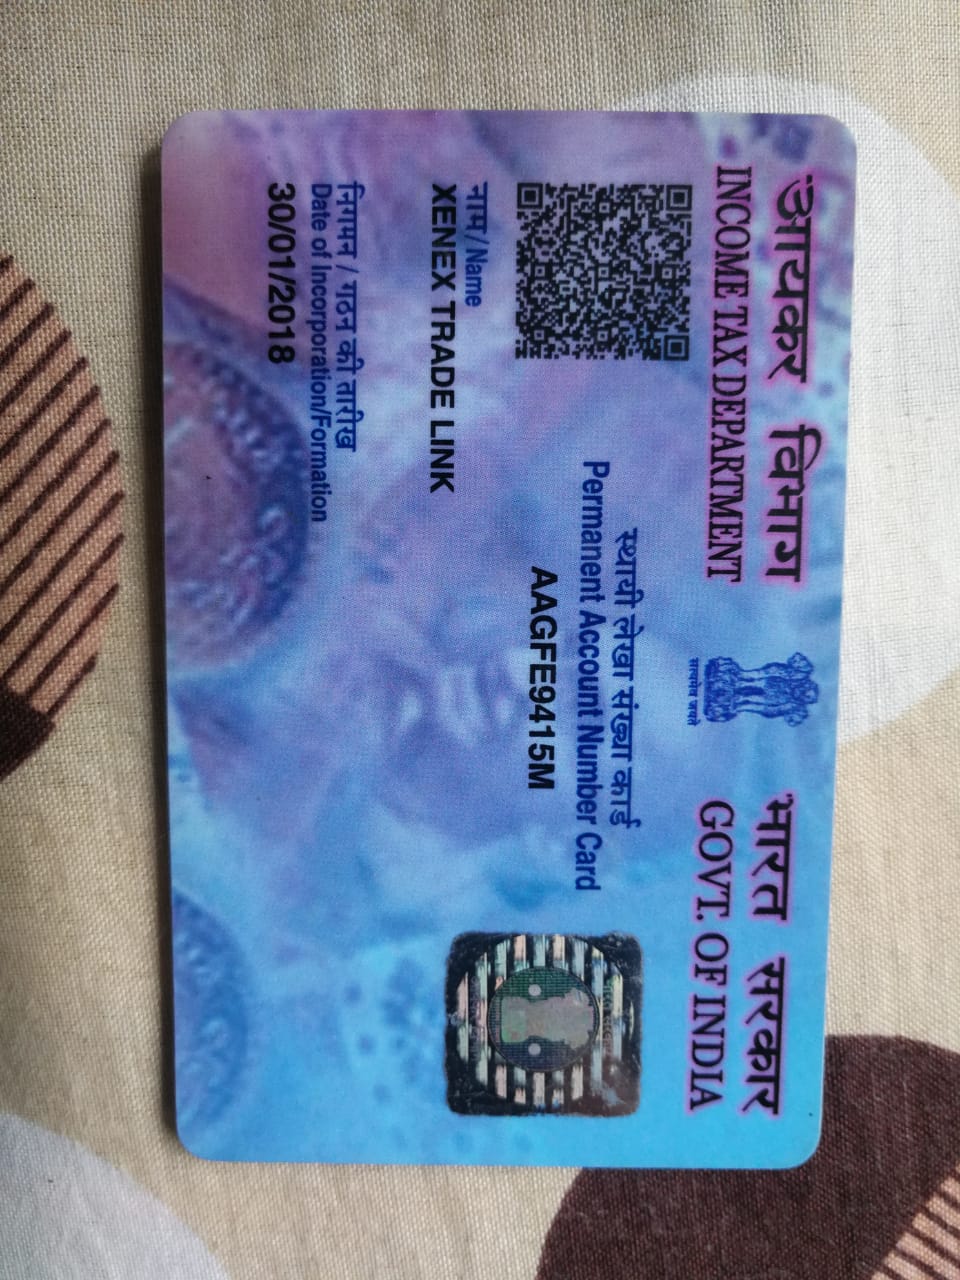 आयकर विभाग
INCOME TAX DEPARTMENT
सत्यमेव जयते
भारत सरकार
GOVT. OF INDIA
स्थायी लेखा संख्या कार्ड
Permanent Account Number Card
AAGFE9415M
नाम / Name
XENEX TRADE LINK
निगमन / गठन की तारीख
Date of Incorporation/Formation
30/01/2018